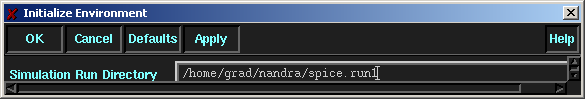 Initialize Environment
OK Cancel Defaults Apply Help
Simulation Run Directory /home/grad/nandra/spice.run1